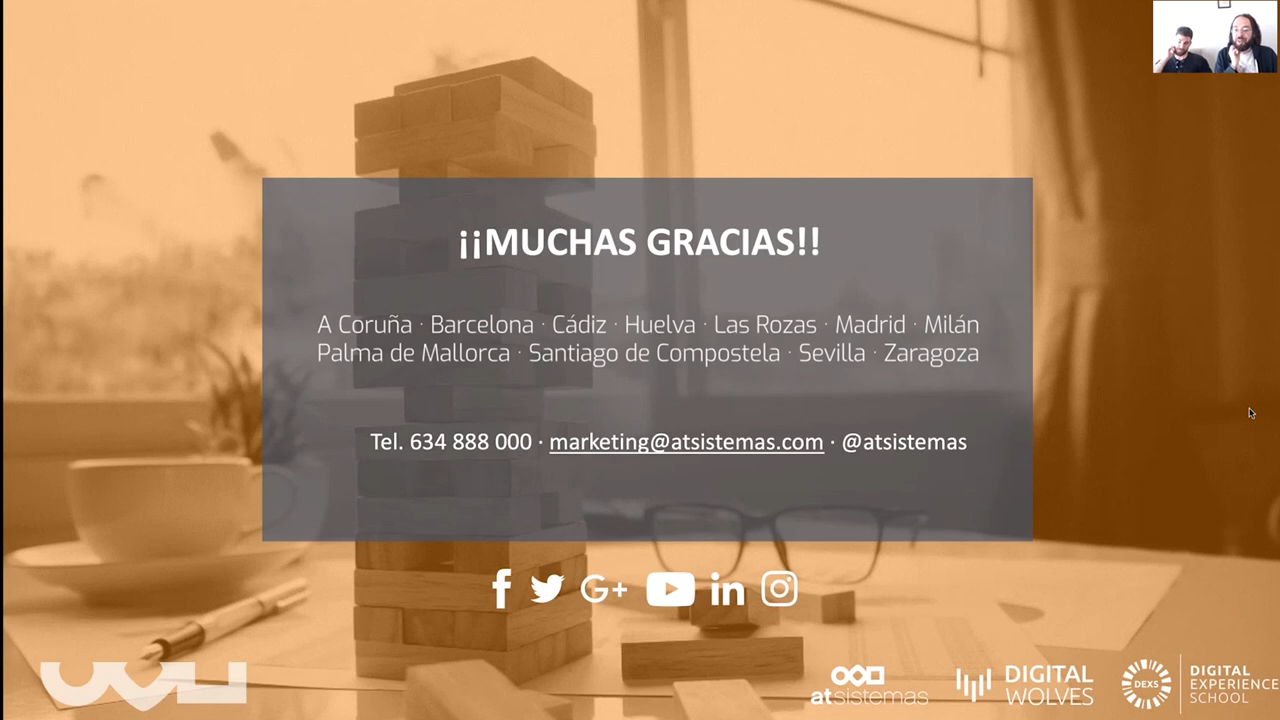 ¡¡MUCHAS GRACIAS!!
A Coruña · Barcelona · Cádiz · Huelva · Las Rozas · Madrid · Milán
Palma de Mallorca · Santiago de Compostela · Sevilla · Zaragoza
Tel. 634 888 000 · marketing@atsistemas.com · @atsistemas
atsistemas
DIGITAL
WOLVES
DEXS
DIGITAL
EXPERIENCE
SCHOOL